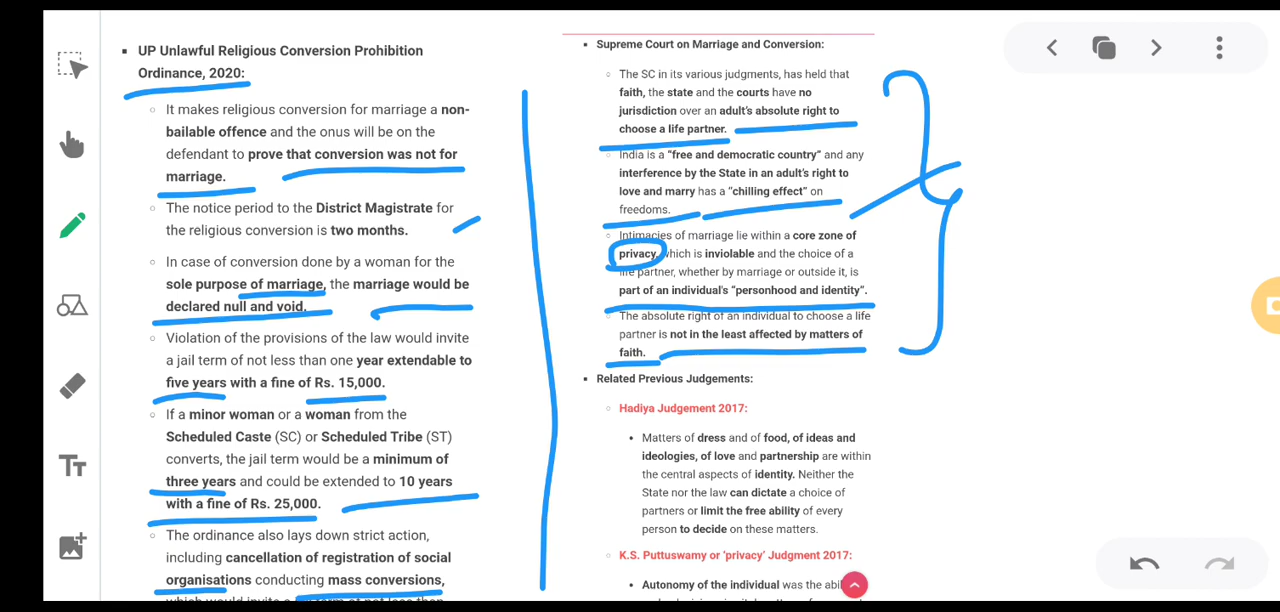 UP Unlawful Religious Conversion Prohibition
Ordinance, 2020:
It makes religious conversion for marriage a non-
bailable offence and the onus will be on the
defendant to prove that conversion was not for
marriage.
The notice period to the District Magistrate for
the religious conversion is two months.
In case of conversion done by a woman for the
sole purpose of marriage, the marriage would be
declared null and void.
Violation of the provisions of the law would invite
a jail term of not less than one year extendable to
five years with a fine of Rs. 15,000.
If a minor woman or a woman from the
Scheduled Caste (SC) or Scheduled Tribe (ST)
converts, the jail term would be a minimum of
three years and could be extended to 10 years
with a fine of Rs. 25,000.
The ordinance also lays down strict action,
including cancellation of registration of social
organisations conducting mass conversions,
Supreme Court on Marriage and Conversion:
The SC in its various judgments, has held that
faith, the state and the courts have no
jurisdiction over an adult's absolute right to
choose a life partner.
India is a "free and democratic country" and any
interference by the State in an adult's right to
love and marry has a "chilling effect" on
freedoms.
Intimacies of marriage lie within a core zone of
privacy, which is inviolable and the choice of a
life partner, whether by marriage or outside it, is
part of an individual's "personhood and identity".
The absolute right of an individual to choose a life
partner is not in the least affected by matters of
faith.
Related Previous Judgements:
Hadiya Judgement 2017:
Matters of dress and of food, of ideas and
ideologies, of love and partnership are within
the central aspects of identity. Neither the
State nor the law can dictate a choice of
partners or limit the free ability of every
person to decide on these matters.
K.S. Puttuswamy or 'privacy' Judgment 2017:
Autonomy of the individual was the
TT